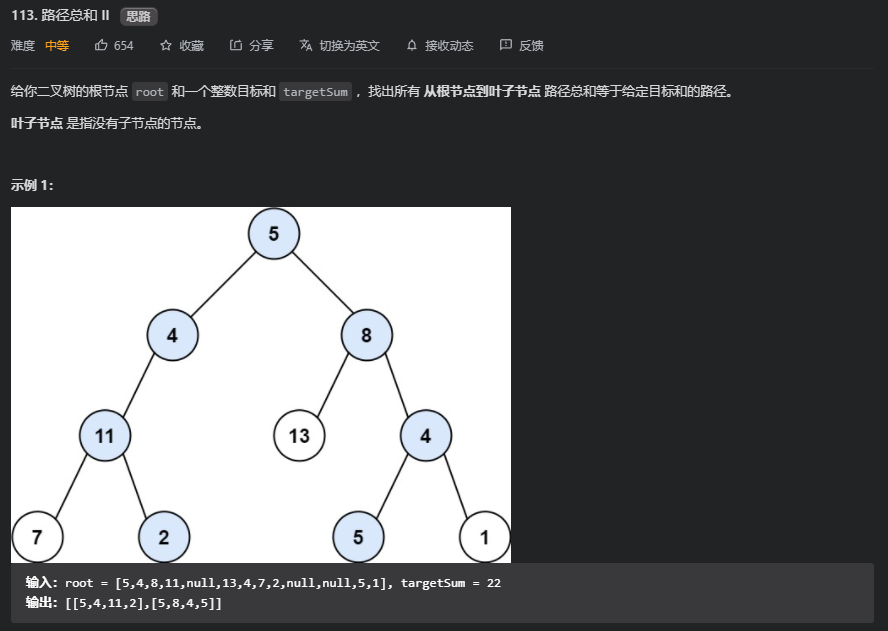 113. 路径总和 II 思路
难度 中等 654 收藏 分享 切换为英文 接收动态 反馈
给你二叉树的根节点 root 和一个整数目标和 targetSum ，找出所有 从根节点到叶子节点 路径总和等于给定目标和的路径。
叶子节点 是指没有子节点的节点。
示例 1：
5
4 8
11 13 4
7 2 5 1
输入：root = [5,4,8,11,null,13,4,7,2,null,null,5,1], targetSum = 22
输出：[[5,4,11,2],[5,8,4,5]]